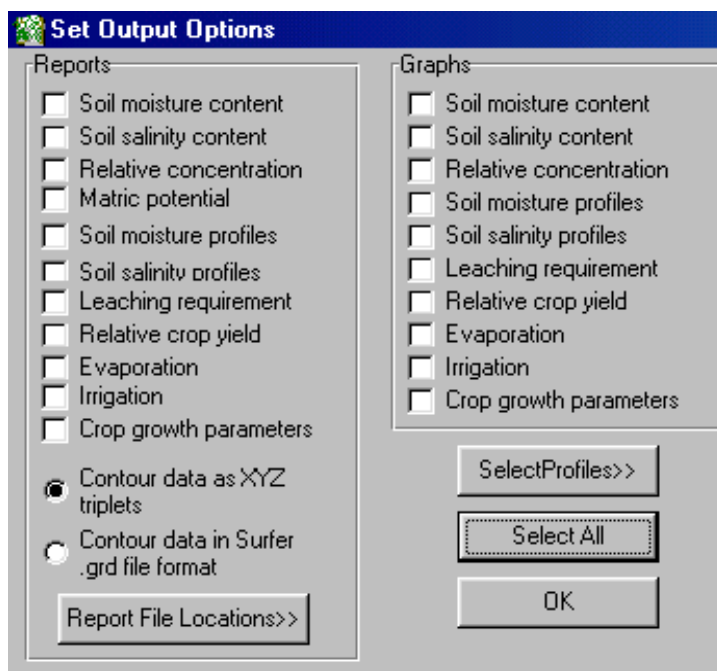 Set Output Options
Reports
Soil moisture content
Soil salinity content
Relative concentration
Matric potential
Soil moisture profiles
Soil salinity profiles
Leaching requirement
Relative crop yield
Evaporation
Irrigation
Crop growth parameters
Contour data as XYZ
triplets
Contour data in Surfer
.grd file format
Report File Locations>>
Graphs
Soil moisture content
Soil salinity content
Relative concentration
Soil moisture profiles
Soil salinity profiles
Leaching requirement
Relative crop yield
Evaporation
Irrigation
Crop growth parameters
SelectProfiles>>
Select All
OK